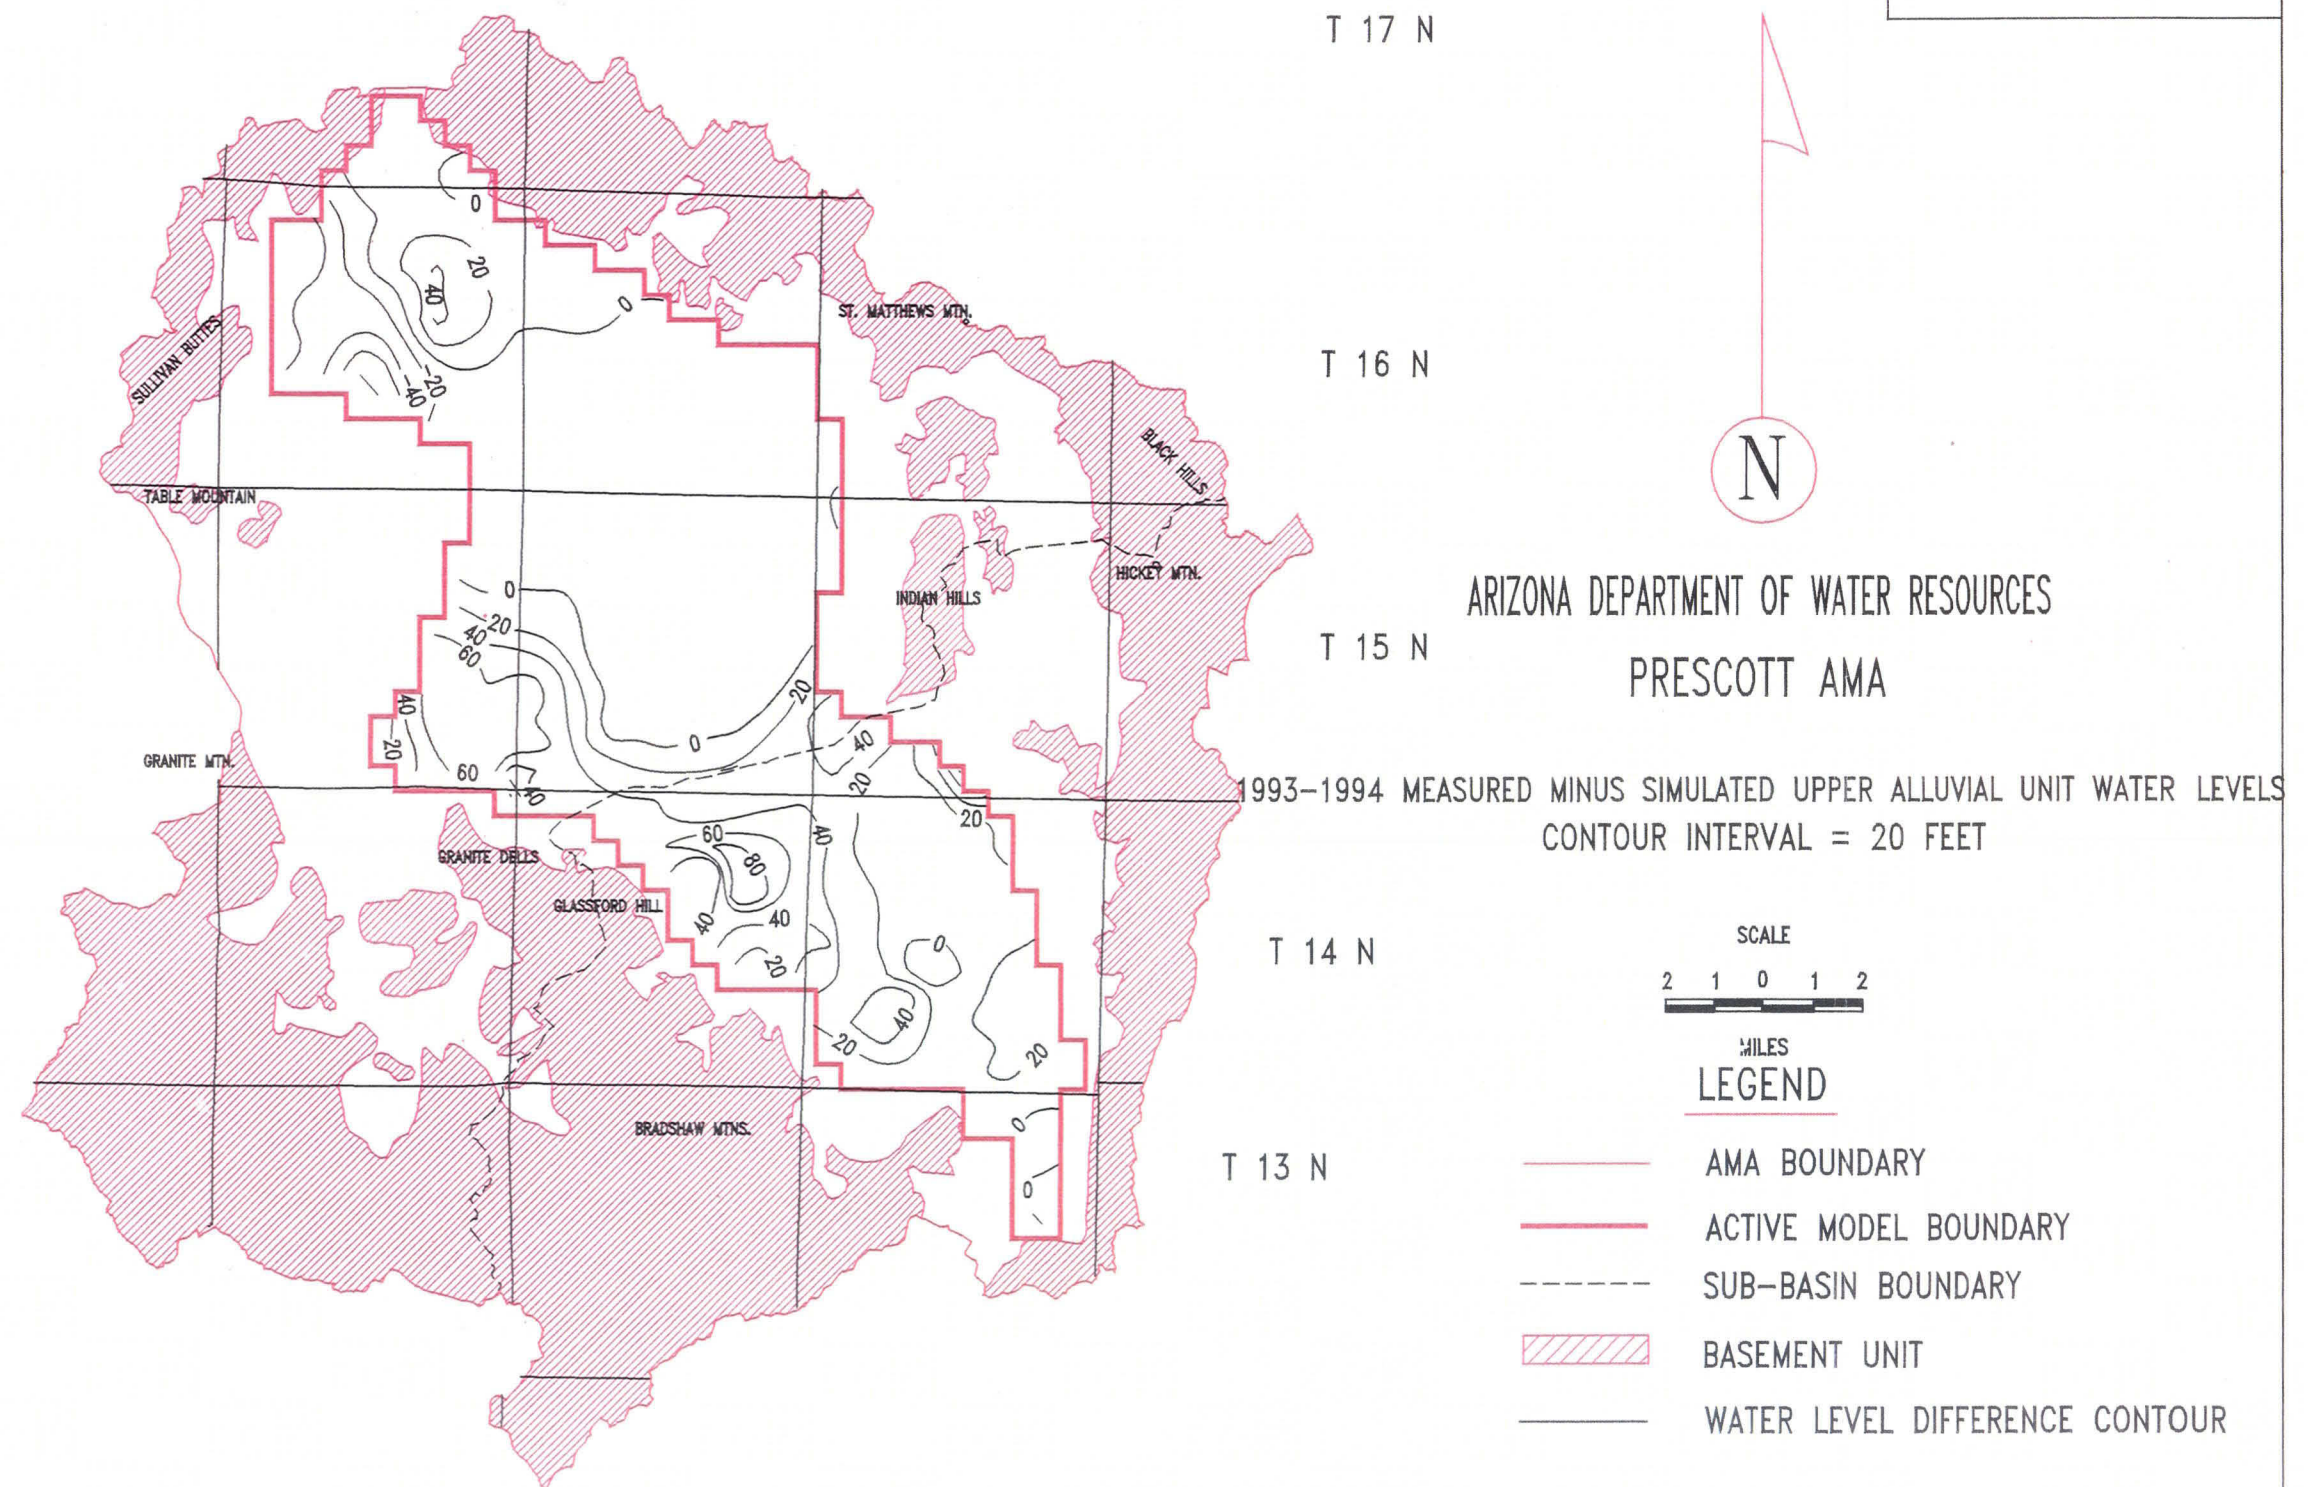 T 17 N
0
20
40
0
ST. MATTHEWS MTN.
SULLIVAN BUTTES
T 16 N
-20
-40
BLACK HILLS
N
TABLE MOUNTAIN
HICKEY MTN.
0
INDIAN HILLS
ARIZONA DEPARTMENT OF WATER RESOURCES
20
40
60
T 15 N
PRESCOTT AMA
20
40
20
0
40
GRANITE MTN.
60
20
40
1993-1994 MEASURED MINUS SIMULATED UPPER ALLUVIAL UNIT WATER LEVELS
20
60
40
CONTOUR INTERVAL = 20 FEET
GRANITE DELLS
80
GLASSFORD HILL
40
40
SCALE
0
T 14 N
20
2 1 0 1 2
40
20
20
MILES
LEGEND
0
BRADSHAW MTNS.
AMA BOUNDARY
T 13 N
0
ACTIVE MODEL BOUNDARY
SUB-BASIN BOUNDARY
BASEMENT UNIT
WATER LEVEL DIFFERENCE CONTOUR